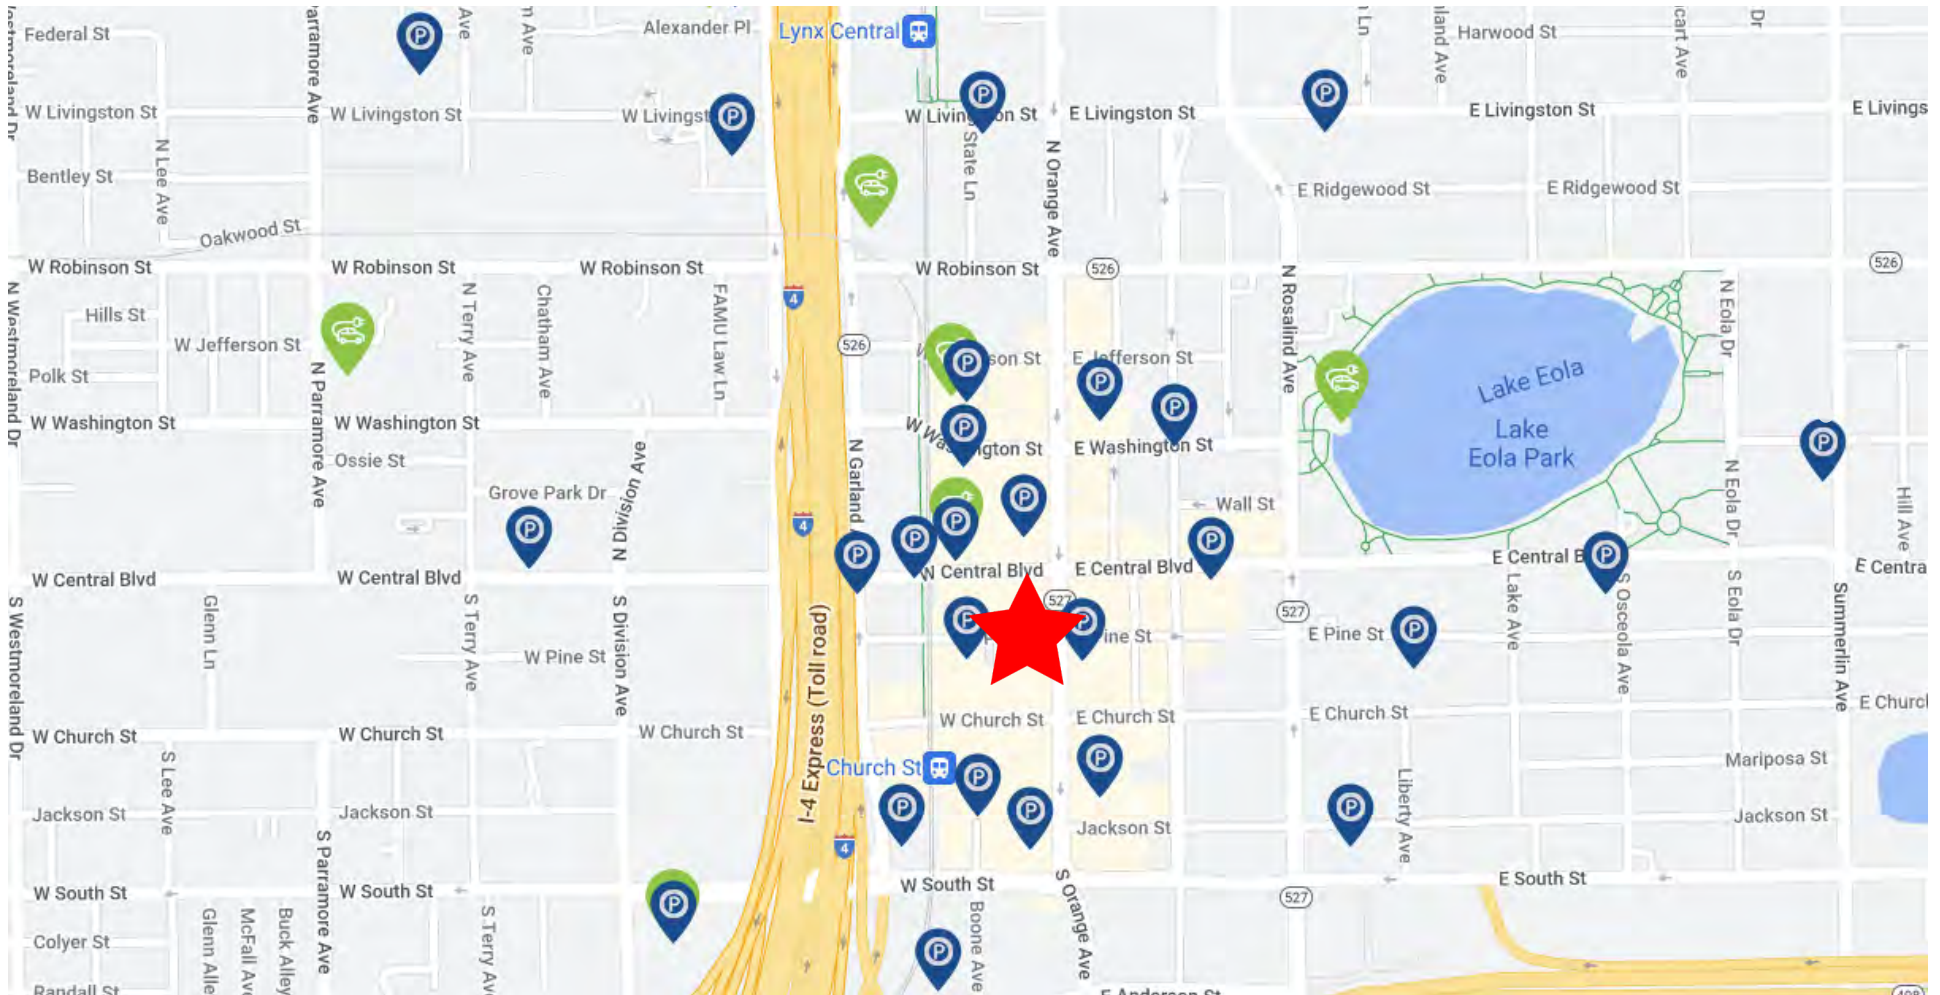 Federal St
Alexander Pl
Lynx Central
Harwood St
Dr
Ave
W Livingston St
W Livingston St
E Livingston St
E Livingston St
N Lee Ave
State Ln
N Orange Ave
Bentley St
E Ridgewood St
E Ridgewood St
Oakwood St
W Robinson St
W Robinson St
W Robinson St
W Robinson St
526
526
4
N Westmoreland Dr
Hills St
W Jefferson St
N Terry Ave
Chatham Ave
FAMU Law Ln
526
E Jefferson St
N Rosalind Ave
Lake Eola
Lake
Eola Park
N Eola Dr
Polk St
N Parramore Ave
W Washington St
W Washington St
E Washington St
Ossie St
Grove Park Dr
N Division Ave
N Garland
4
Wall St
N Eola Dr
Hill Ave
W Central Blvd
W Central Blvd
W Central Blvd
E Central Blvd
527
527
S Westmoreland Dr
Glenn Ln
S Terry Ave
S Division Ave
W Pine St
I-4 Express (Toll road)
E Pine St
Lake Ave
S Osceola Ave
S Eola Dr
Summerlin Ave
W Church St
W Church St
W Church St
W Church St
E Church St
E Church St
S Lee Ave
Church St
Liberty Ave
Mariposa St
Jackson St
Jackson St
Jackson St
Jackson St
4
S Parramore Ave
W South St
W South St
W South St
S Orange Ave
527
E South St
Colyer St
McFall Ave
Buck Alley
S Terry Ave
Boone Ave
Randall St
E Anderson St
408